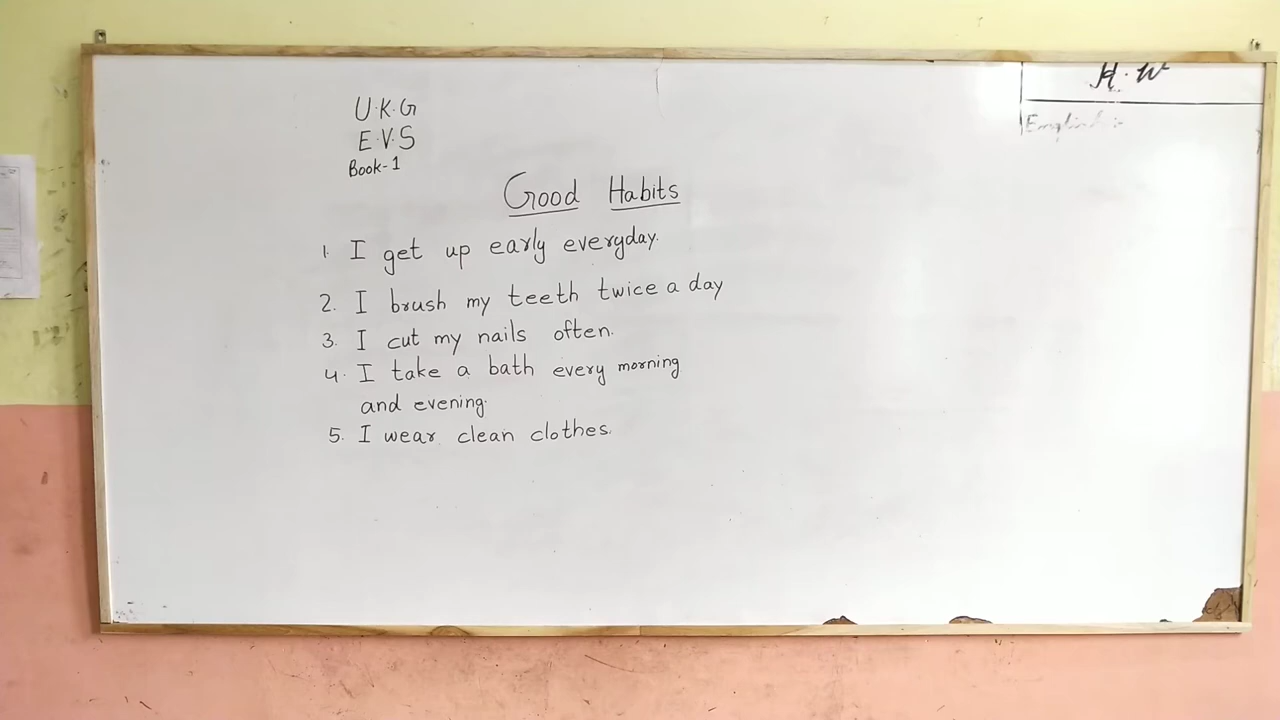 U.K.G
E.V.S
Book-1
H.W
English :-
Good Habits
1. I get up early everyday.
2. I brush my teeth twice a day
3. I cut my nails often.
4. I take a bath every morning
and evening.
5. I wear clean clothes.